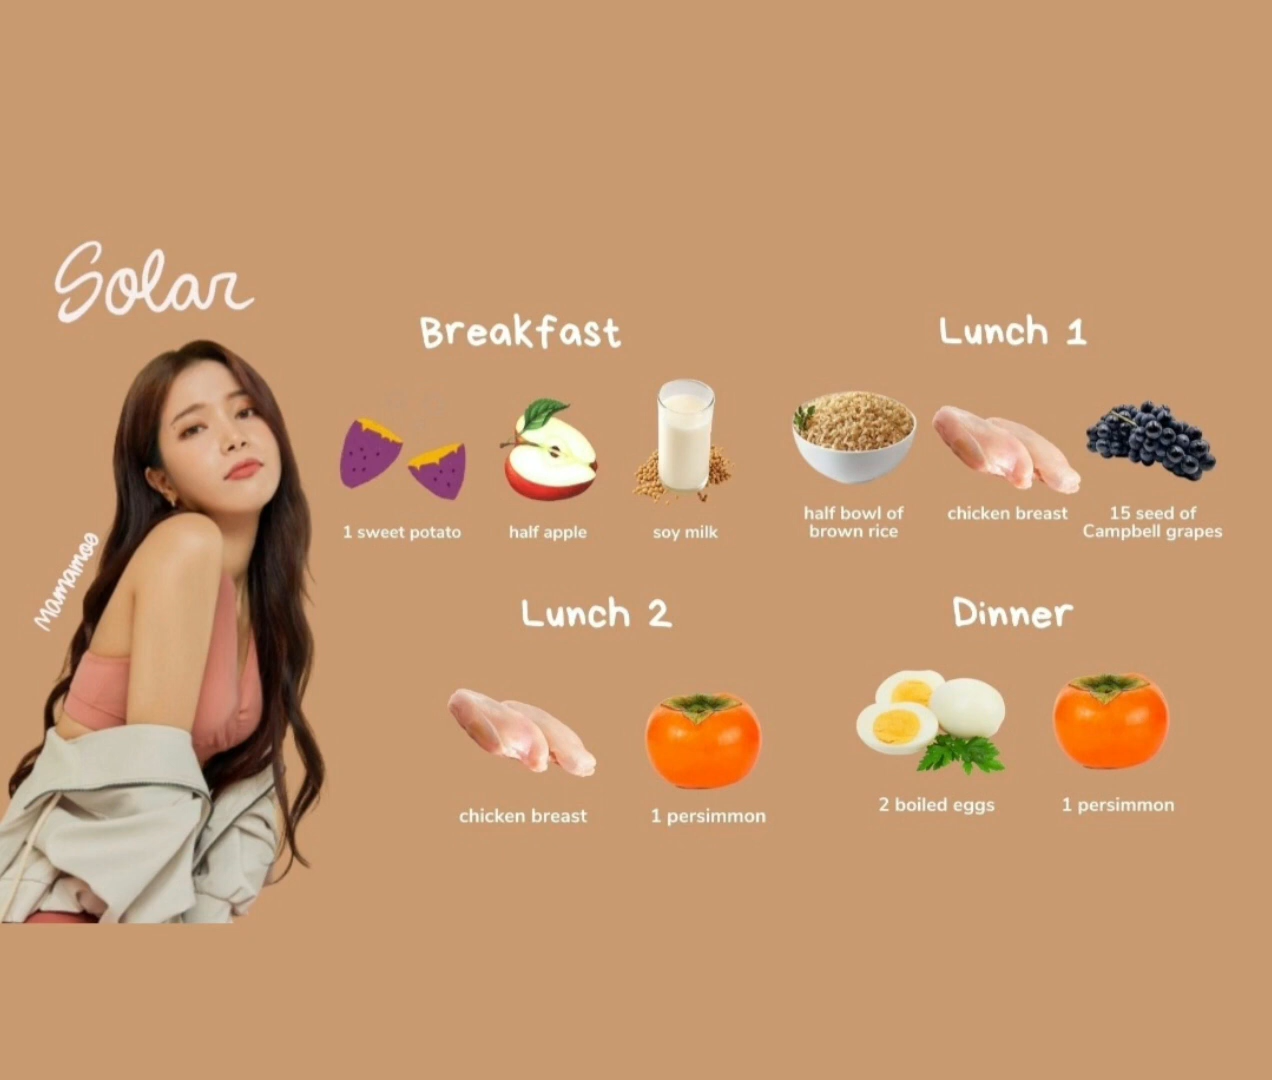 Solar
Mamamoo
Breakfast
1 sweet potato
half apple
soy milk
Lunch 1
half bowl of
brown rice
chicken breast
15 seed of
Campbell grapes
Lunch 2
chicken breast
1 persimmon
Dinner
2 boiled eggs
1 persimmon